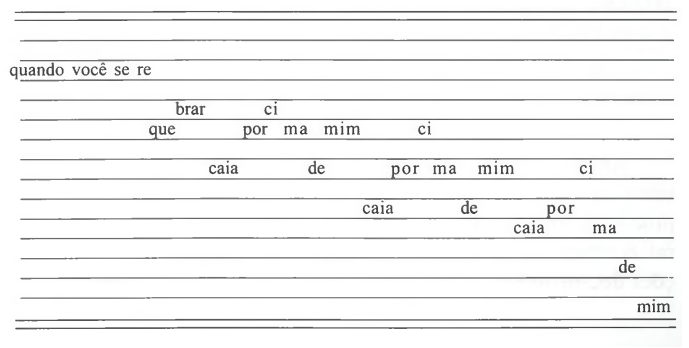 quando você se re
brar ci
que por ma mim ci
caia de por ma mim ci
caia de por
caia ma
de
mim